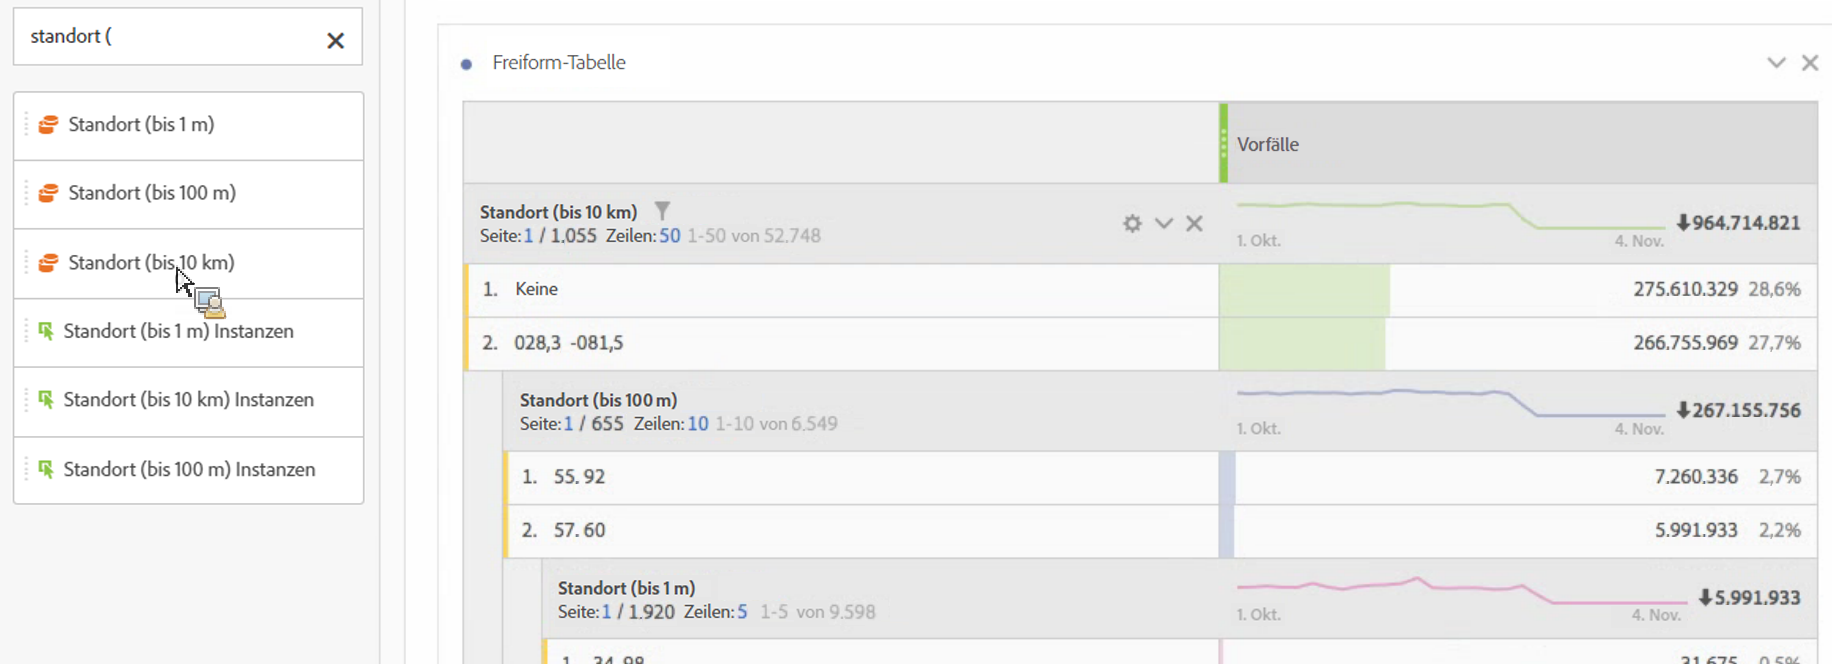 standort (
Standort (bis 1 m)
Standort (bis 100 m)
Standort (bis 10 km)
Standort (bis 1 m) Instanzen
Standort (bis 10 km) Instanzen
Standort (bis 100 m) Instanzen
Freiform-Tabelle
Vorfälle
Standort (bis 10 km)
Seite: 1 / 1.055 Zeilen: 50 1-50 von 52.748
1. Okt. 4. Nov. 964.714.821
1. Keine 275.610.329 28,6%
2. 028,3 -081,5 266.755.969 27,7%
Standort (bis 100 m)
Seite: 1 / 655 Zeilen: 10 1-10 von 6.549
1. Okt. 4. Nov. 267.155.756
1. 55. 92 7.260.336 2,7%
2. 57. 60 5.991.933 2,2%
Standort (bis 1 m)
Seite: 1 / 1.920 Zeilen: 5 1-5 von 9.598
1. Okt. 4. Nov. 5.991.933
1. 34. 98 31.675 0,5%